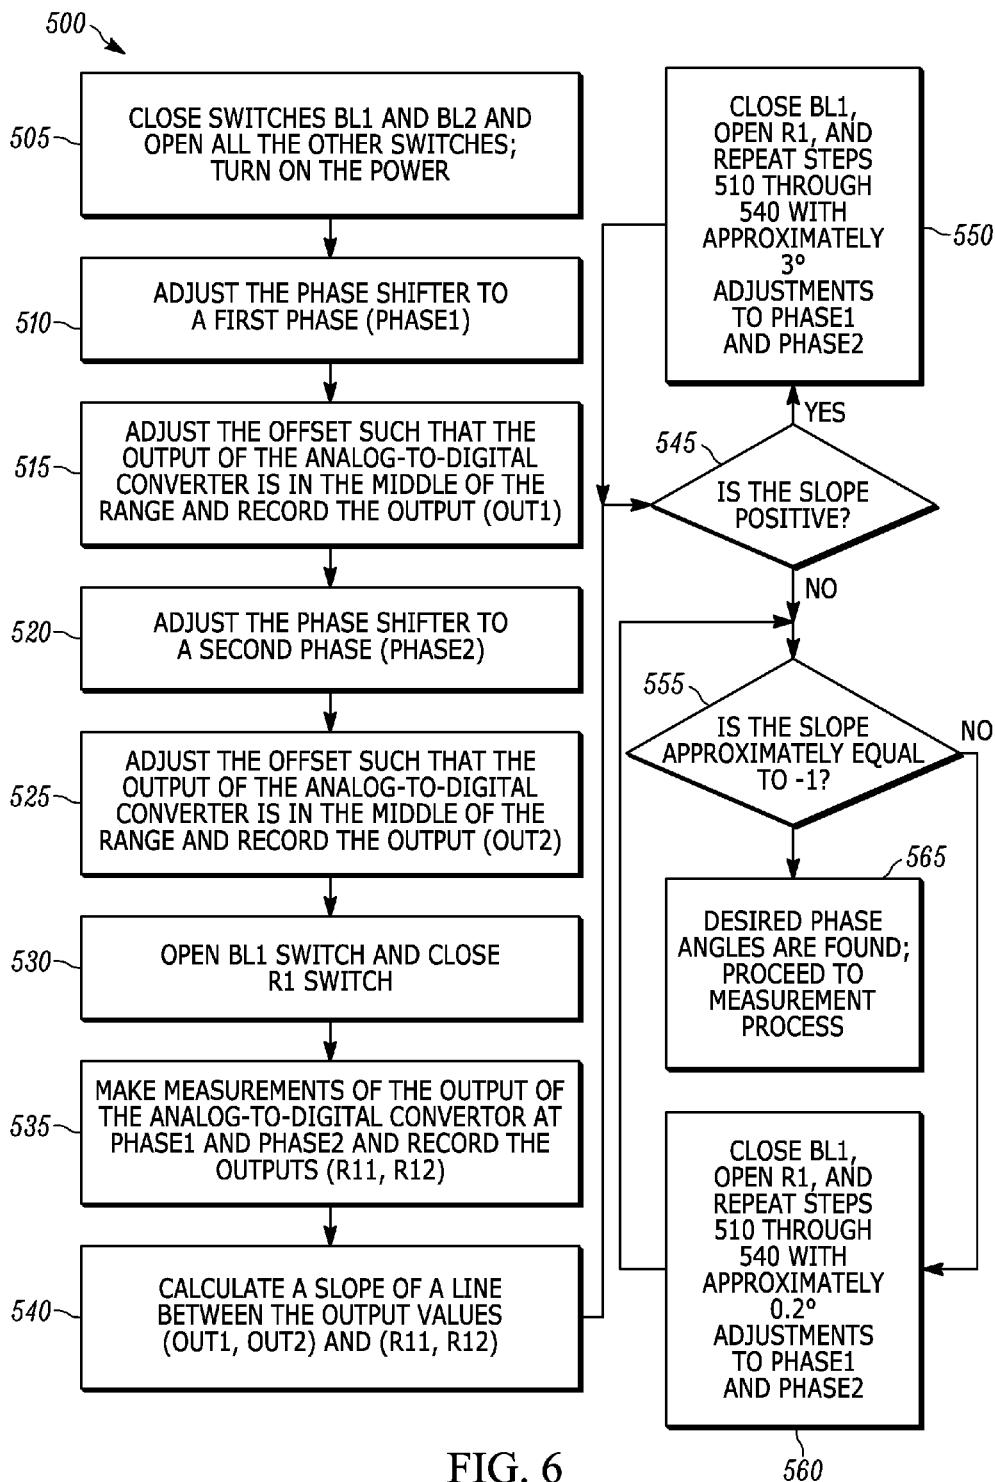 500
505
CLOSE SWITCHES BL1 AND BL2 AND
OPEN ALL THE OTHER SWITCHES;
TURN ON THE POWER
510
ADJUST THE PHASE SHIFTER TO
A FIRST PHASE (PHASE1)
515
ADJUST THE OFFSET SUCH THAT THE
OUTPUT OF THE ANALOG-TO-DIGITAL
CONVERTER IS IN THE MIDDLE OF THE
RANGE AND RECORD THE OUTPUT (OUT1)
520
ADJUST THE PHASE SHIFTER TO
A SECOND PHASE (PHASE2)
525
ADJUST THE OFFSET SUCH THAT THE
OUTPUT OF THE ANALOG-TO-DIGITAL
CONVERTER IS IN THE MIDDLE OF THE
RANGE AND RECORD THE OUTPUT (OUT2)
530
OPEN BL1 SWITCH AND CLOSE
R1 SWITCH
535
MAKE MEASUREMENTS OF THE OUTPUT OF
THE ANALOG-TO-DIGITAL CONVERTOR AT
PHASE1 AND PHASE2 AND RECORD THE
OUTPUTS (R11, R12)
540
CALCULATE A SLOPE OF A LINE
BETWEEN THE OUTPUT VALUES
(OUT1, OUT2) AND (R11, R12)
CLOSE BL1,
OPEN R1, AND
REPEAT STEPS
510 THROUGH
540 WITH
APPROXIMATELY
3°
ADJUSTMENTS
TO PHASE1
AND PHASE2
550
YES
545
IS THE SLOPE
POSITIVE?
NO
555
IS THE SLOPE
APPROXIMATELY EQUAL
TO -1?
NO
565
DESIRED PHASE
ANGLES ARE FOUND;
PROCEED TO
MEASUREMENT
PROCESS
CLOSE BL1,
OPEN R1, AND
REPEAT STEPS
510 THROUGH
540 WITH
APPROXIMATELY
0.2°
ADJUSTMENTS
TO PHASE1
AND PHASE2
560
FIG. 6